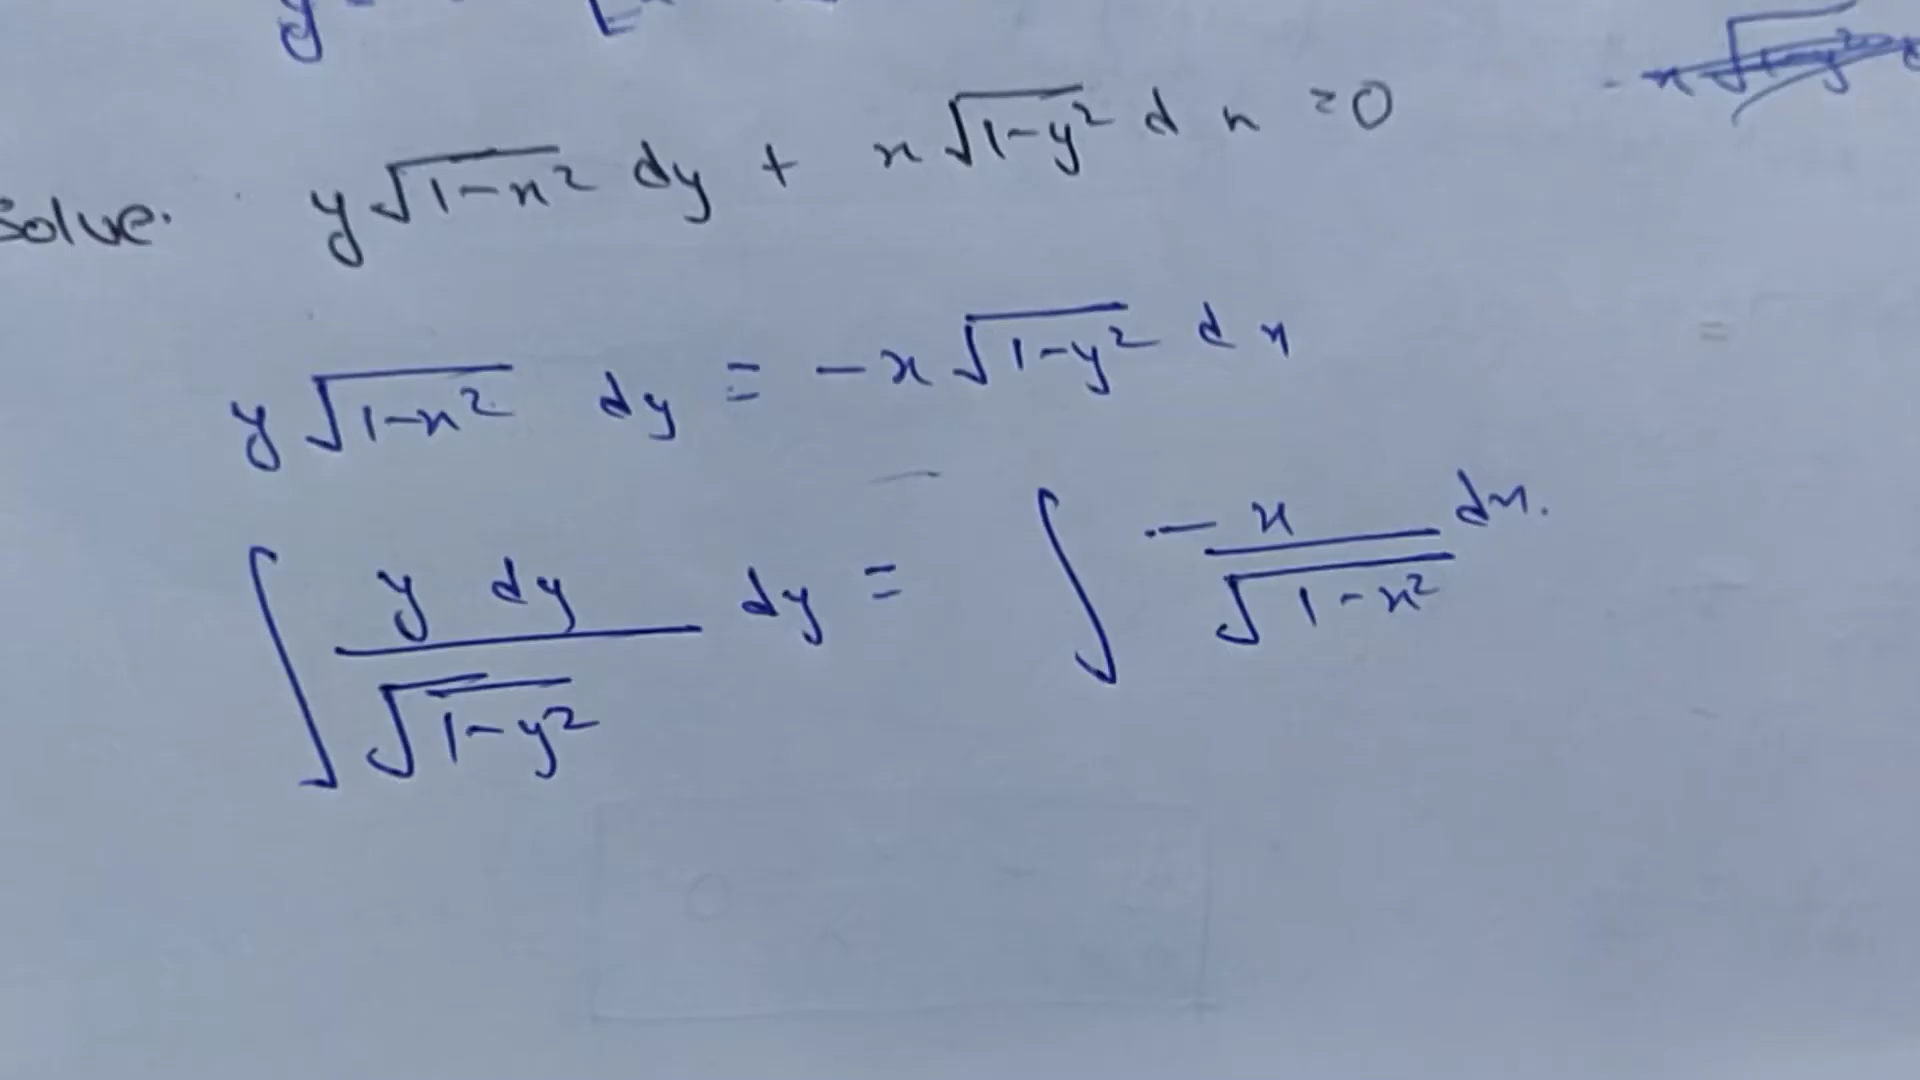 Solve. y√(1-x²) dy + x√(1-y²) dx = 0
y√(1-x²) dy = -x√(1-y²) dx
∫ (y dy)/√(1-y²) dy = ∫ -x/√(1-x²) dx.